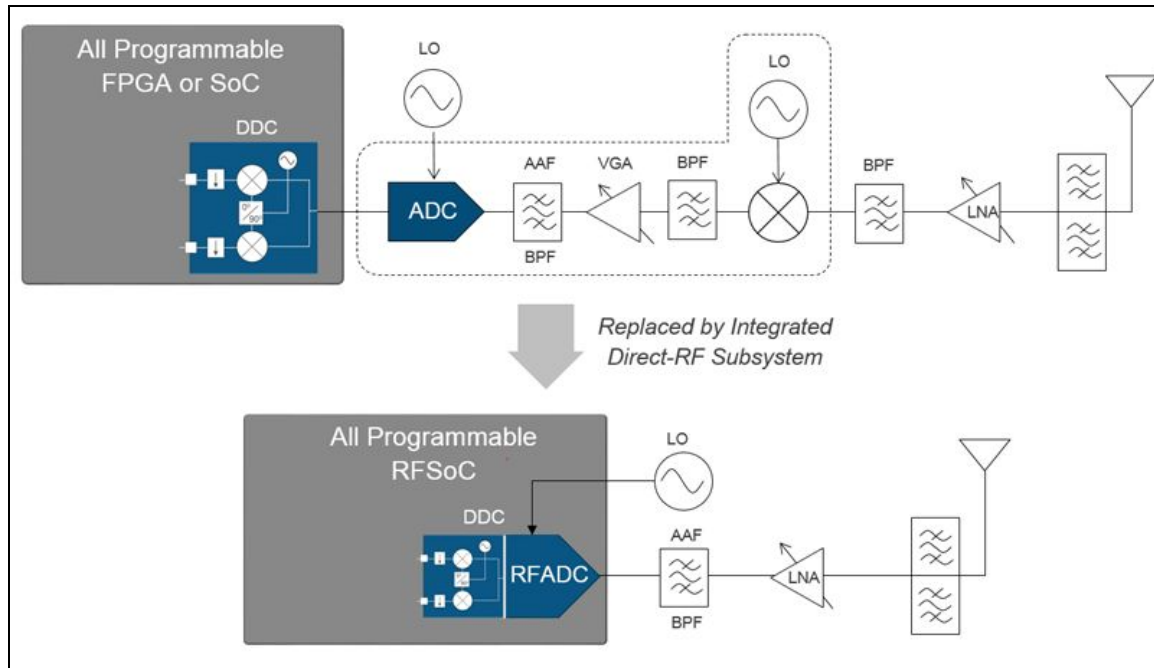 All Programmable
FPGA or SoC
DDC
0°/90°
LO
LO
AAF
VGA
BPF
BPF
ADC
LNA
BPF
Replaced by Integrated
Direct-RF Subsystem
All Programmable
RFSoC
LO
DDC
AAF
RFADC
LNA
BPF